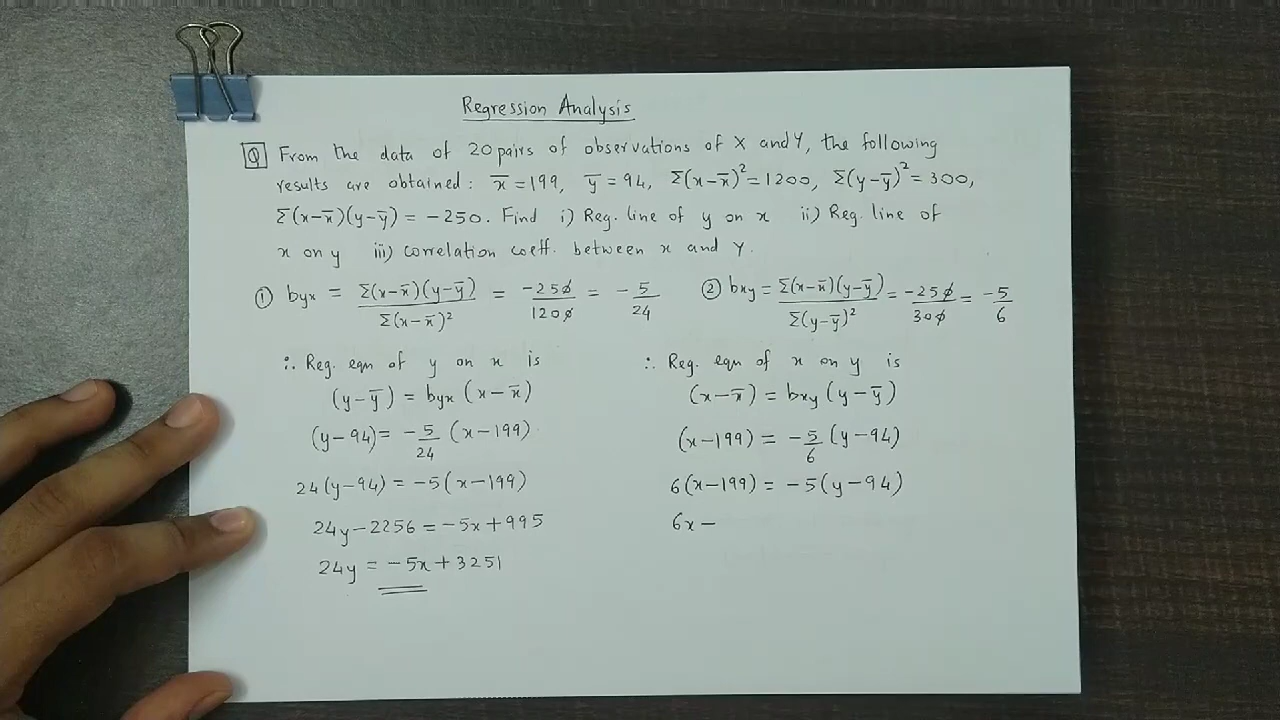 Regression Analysis
Q From the data of 20 pairs of observations of X and Y, the following
results are obtained: x̅ = 199, y̅ = 94, Σ(x-x̅)² = 1200, Σ(y-y̅)² = 300,
Σ(x-x̅)(y-y̅) = -250. Find i) Reg. line of y on x ii) Reg. line of
x on y iii) correlation coeff. between x and Y.
① byx = Σ(x-x̅)(y-y̅) / Σ(x-x̅)² = -250/1200 = -5/24
∴ Reg. eqn of y on x is
(y-y̅) = byx (x-x̅)
(y-94) = -5/24 (x-199)
24(y-94) = -5(x-199)
24y-2256 = -5x+995
24y = -5x+3251
② bxy = Σ(x-x̅)(y-y̅) / Σ(y-y̅)² = -250/300 = -5/6
∴ Reg. eqn of x on y is
(x-x̅) = bxy (y-y̅)
(x-199) = -5/6 (y-94)
6(x-199) = -5(y-94)
6x-